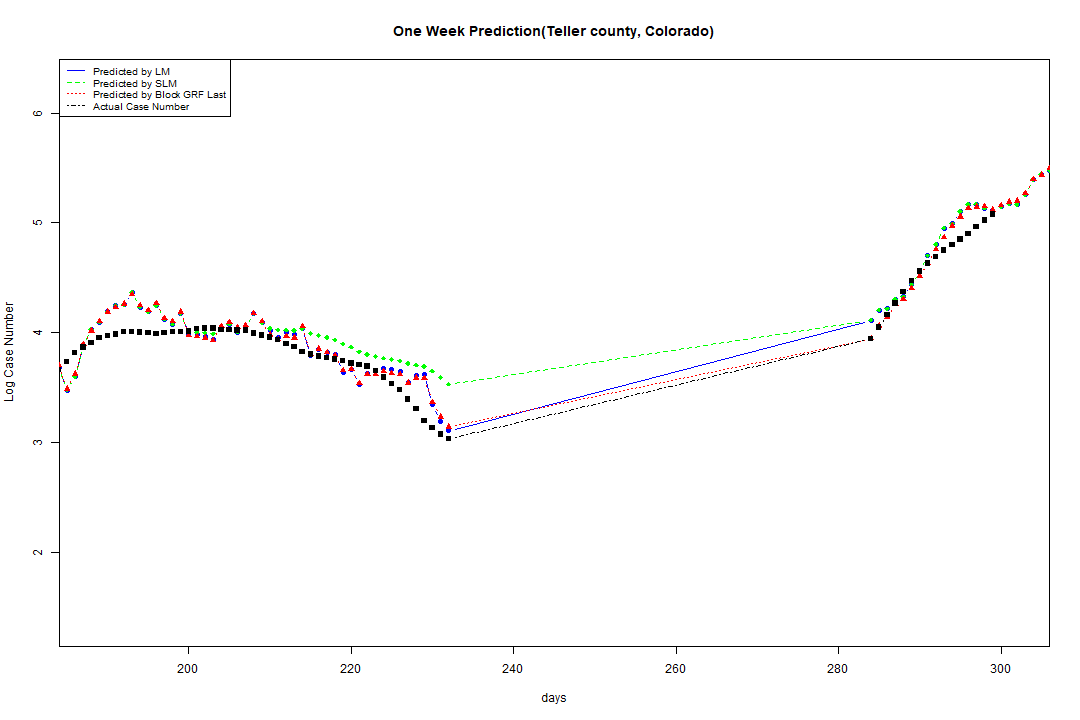 One Week Prediction(Teller county, Colorado)
Predicted by LM
Predicted by SLM
Predicted by Block GRF Last
Actual Case Number
6
5
4
3
2
Log Case Number
200
220
240
260
280
300
days